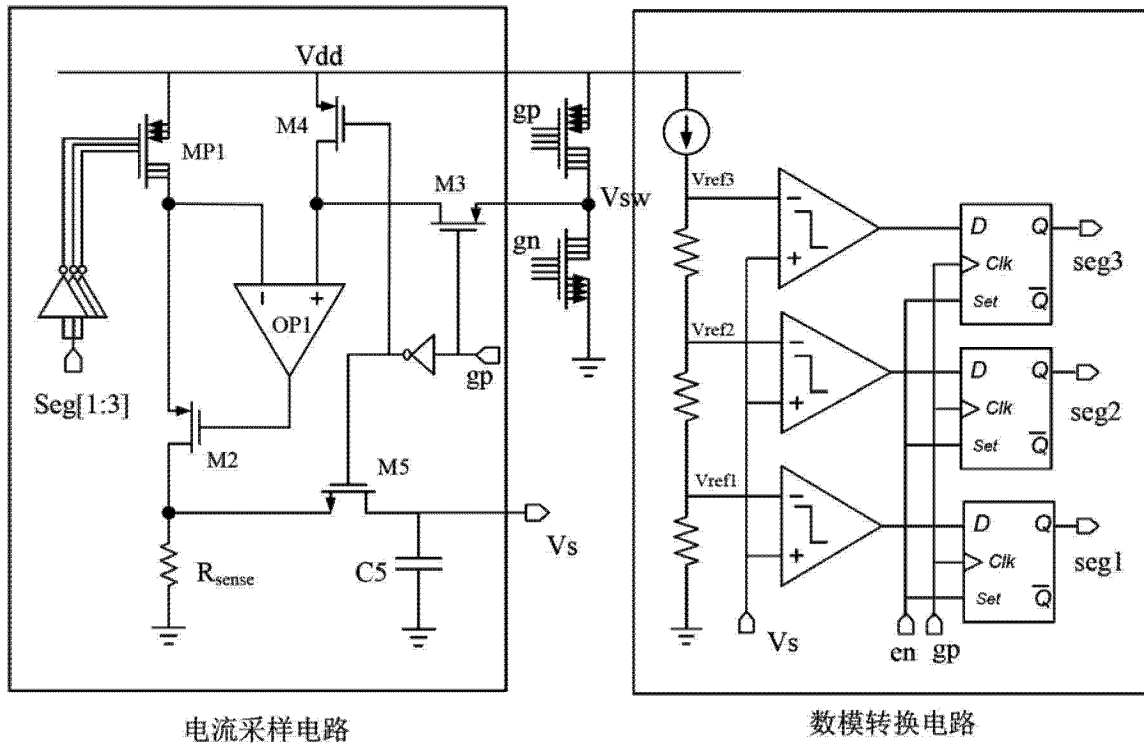 Vdd
MP1
M4
M3
gp
Vsw
gn
OP1
− +
gp
Seg[1:3]
M2
M5
Vs
Rsense
C5
电流采样电路
Vref3
−
+
D Q
Clk
Set Q̅
seg3
Vref2
−
+
D Q
Clk
Set Q̅
seg2
Vref1
−
+
D Q
Clk
Set Q̅
seg1
Vs
en
gp
数模转换电路